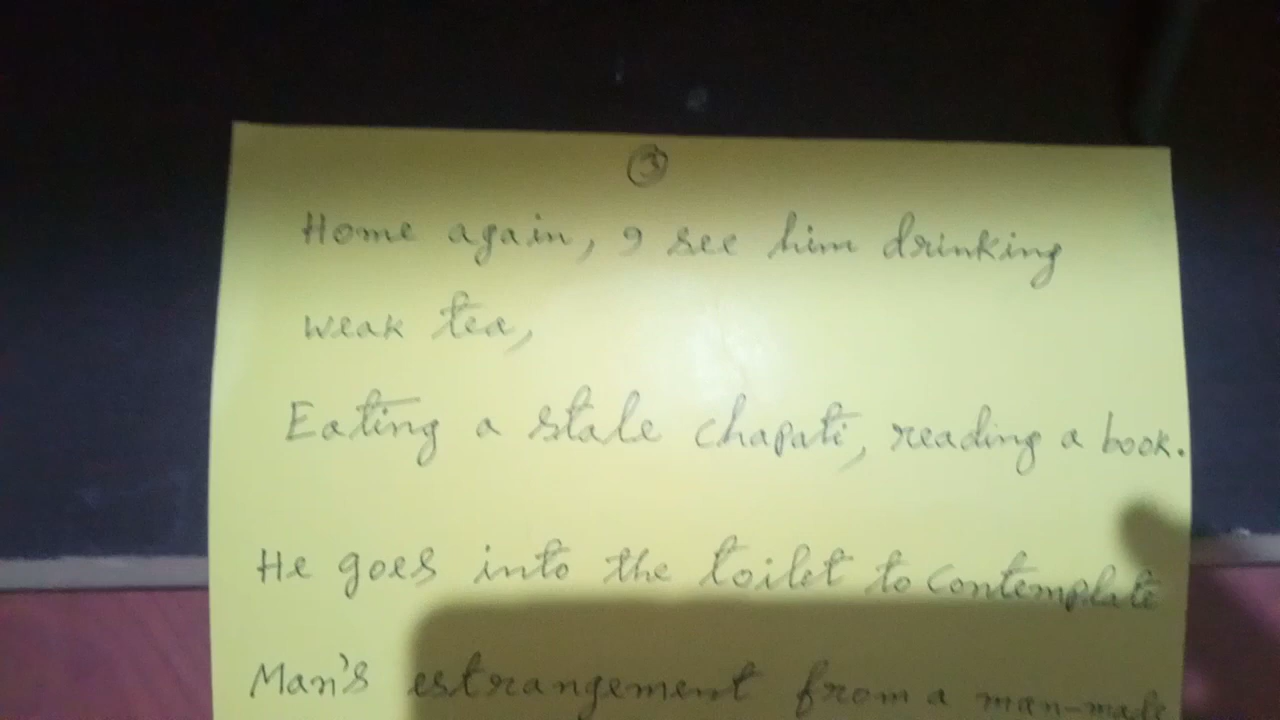 3
Home again, I see him drinking
weak tea,
Eating a stale chapati, reading a book.
He goes into the toilet to contemplate
Man's estrangement from a man-made